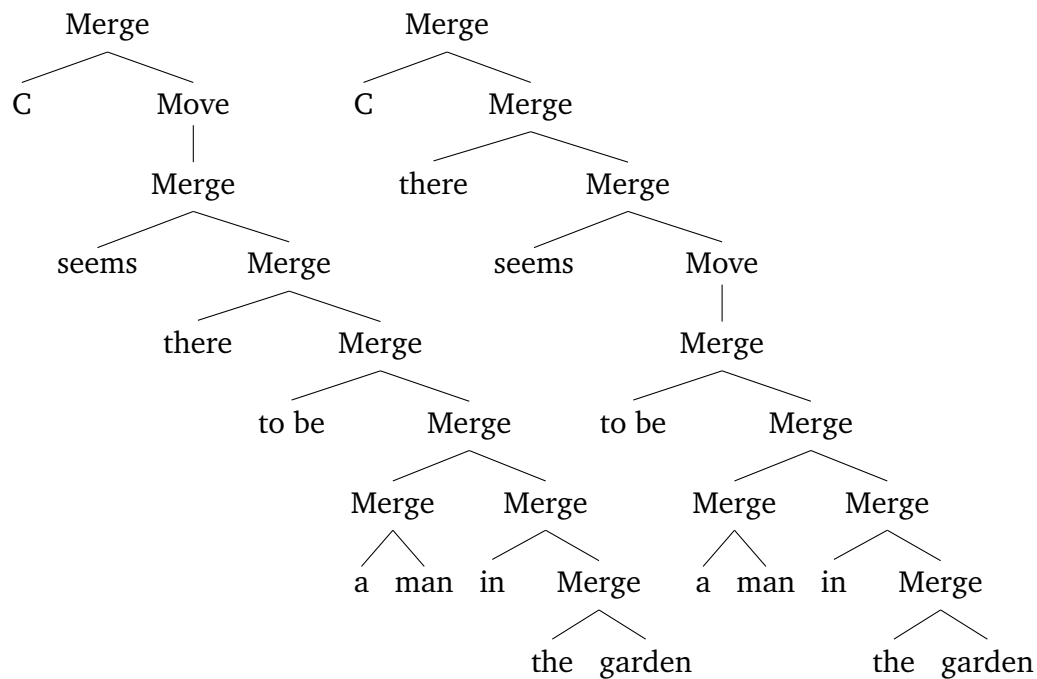 Merge Merge
C Move C Merge
Merge there Merge
seems Merge seems Move
there Merge Merge
to be Merge to be Merge
Merge Merge Merge Merge
a man in Merge a man in Merge
the garden the garden